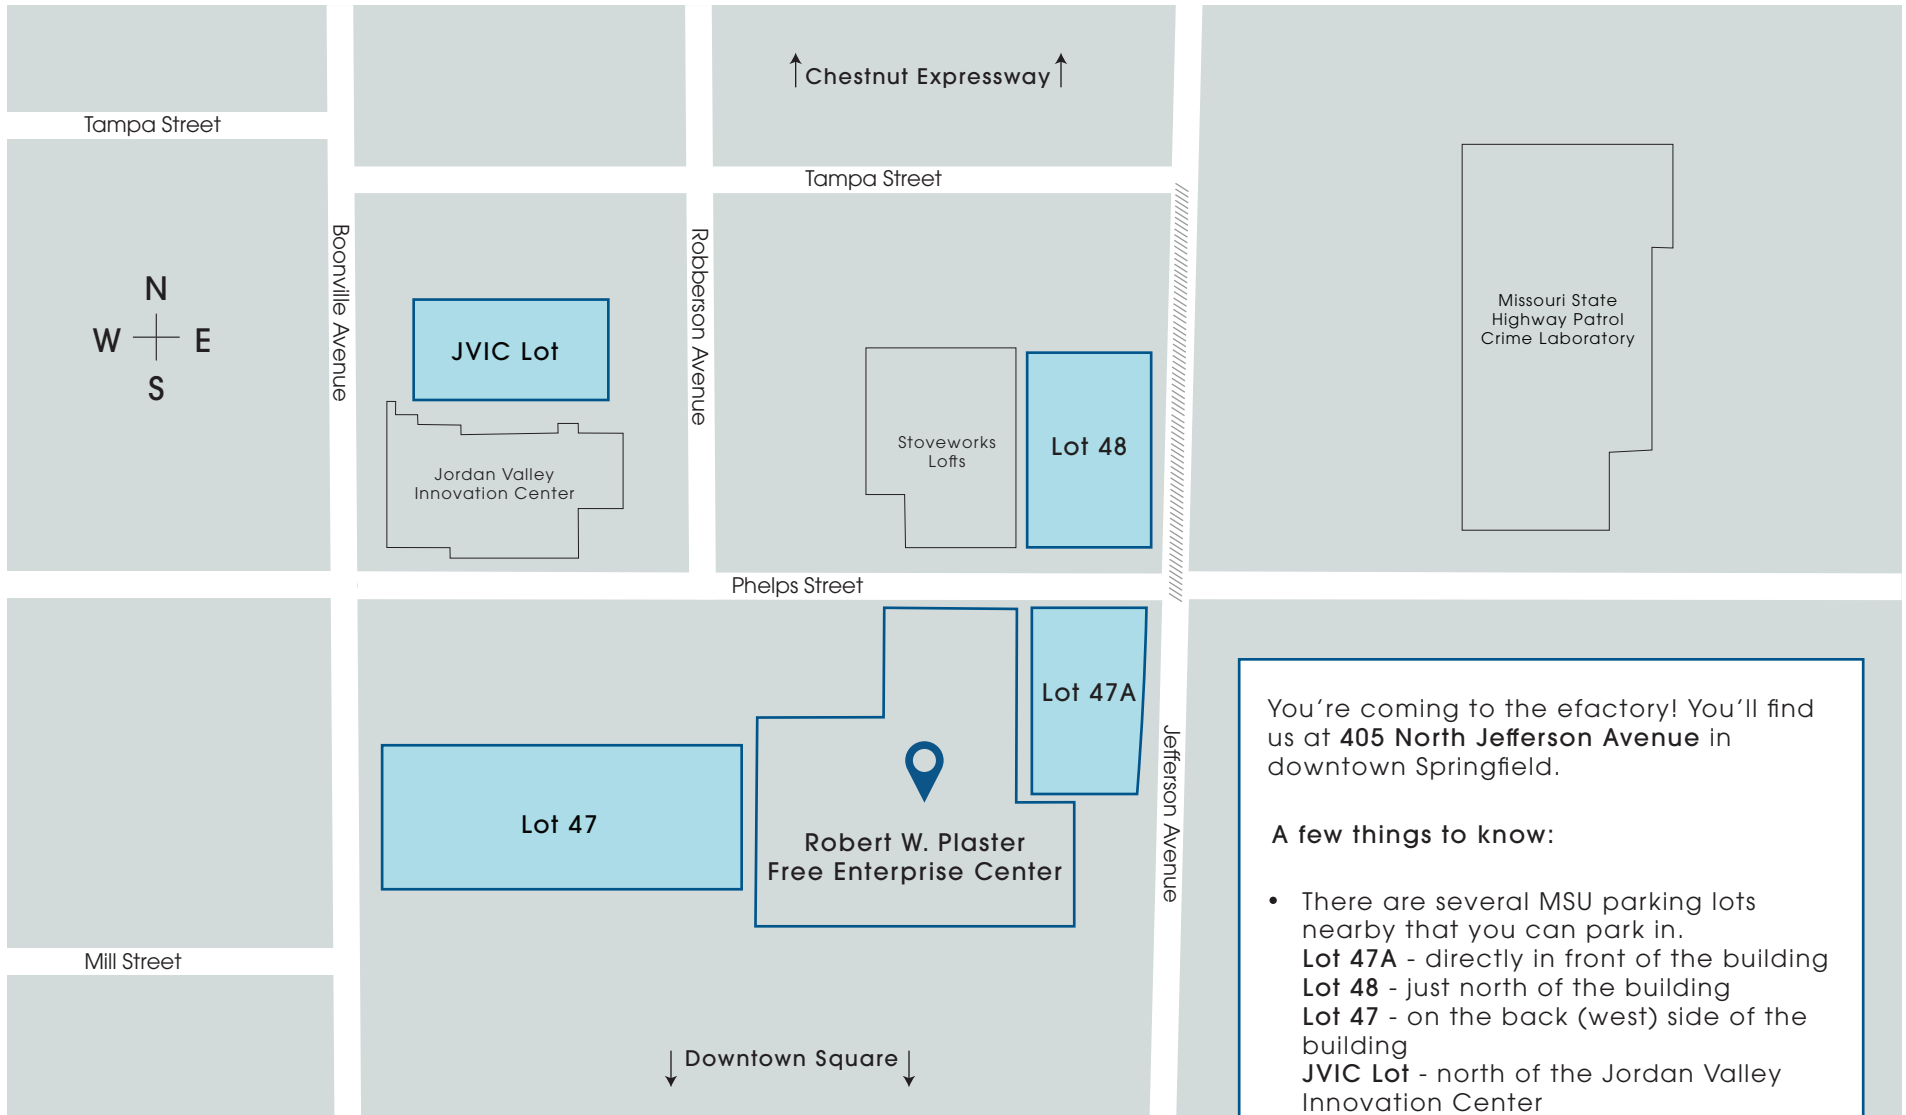 Chestnut Expressway
Tampa Street
Tampa Street
Boonville Avenue
Robberson Avenue
N
W E
S
JVIC Lot
Jordan Valley
Innovation Center
Stoveworks
Lofts
Lot 48
Missouri State
Highway Patrol
Crime Laboratory
Phelps Street
Lot 47A
Lot 47
Robert W. Plaster
Free Enterprise Center
Jefferson Avenue
Mill Street
Downtown Square
You're coming to the efactory! You'll find
us at 405 North Jefferson Avenue in
downtown Springfield.
A few things to know:
• There are several MSU parking lots
nearby that you can park in.
Lot 47A - directly in front of the building
Lot 48 - just north of the building
Lot 47 - on the back (west) side of the
building
JVIC Lot - north of the Jordan Valley
Innovation Center